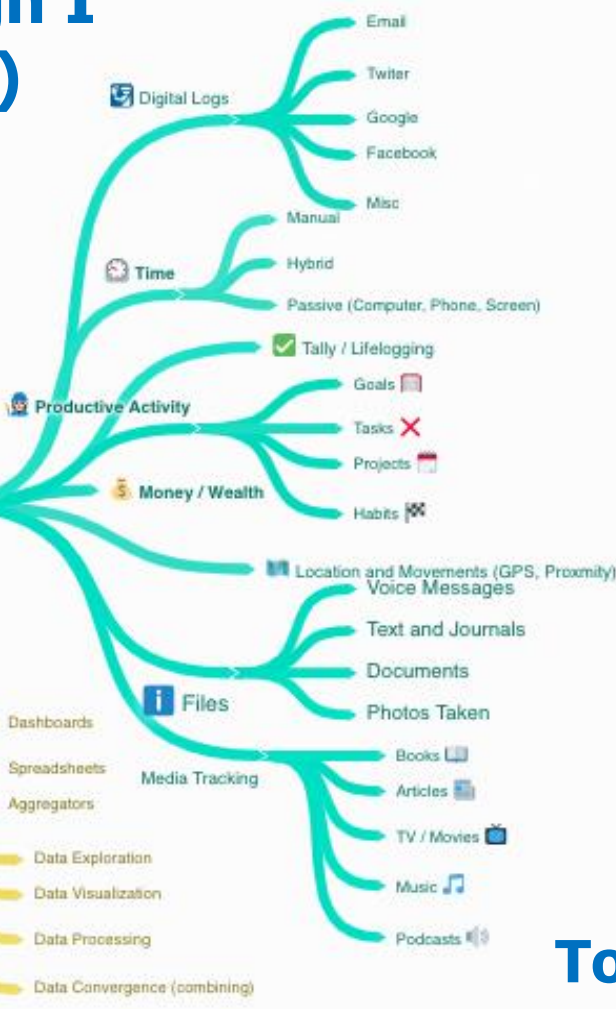 gn 1
)
Digital Logs
Email
Twiter
Google
Facebook
Misc
Time
Manual
Hybrid
Passive (Computer, Phone, Screen)
Tally / Lifelogging
Productive Activity
Goals
Tasks
Projects
Habits
Money / Wealth
Location and Movements (GPS, Proxmity)
Files
Voice Messages
Text and Journals
Documents
Photos Taken
Media Tracking
Books
Articles
TV / Movies
Music
Podcasts
Dashboards
Spreadsheets
Aggregators
Data Exploration
Data Visualization
Data Processing
Data Convergence (combining)
To